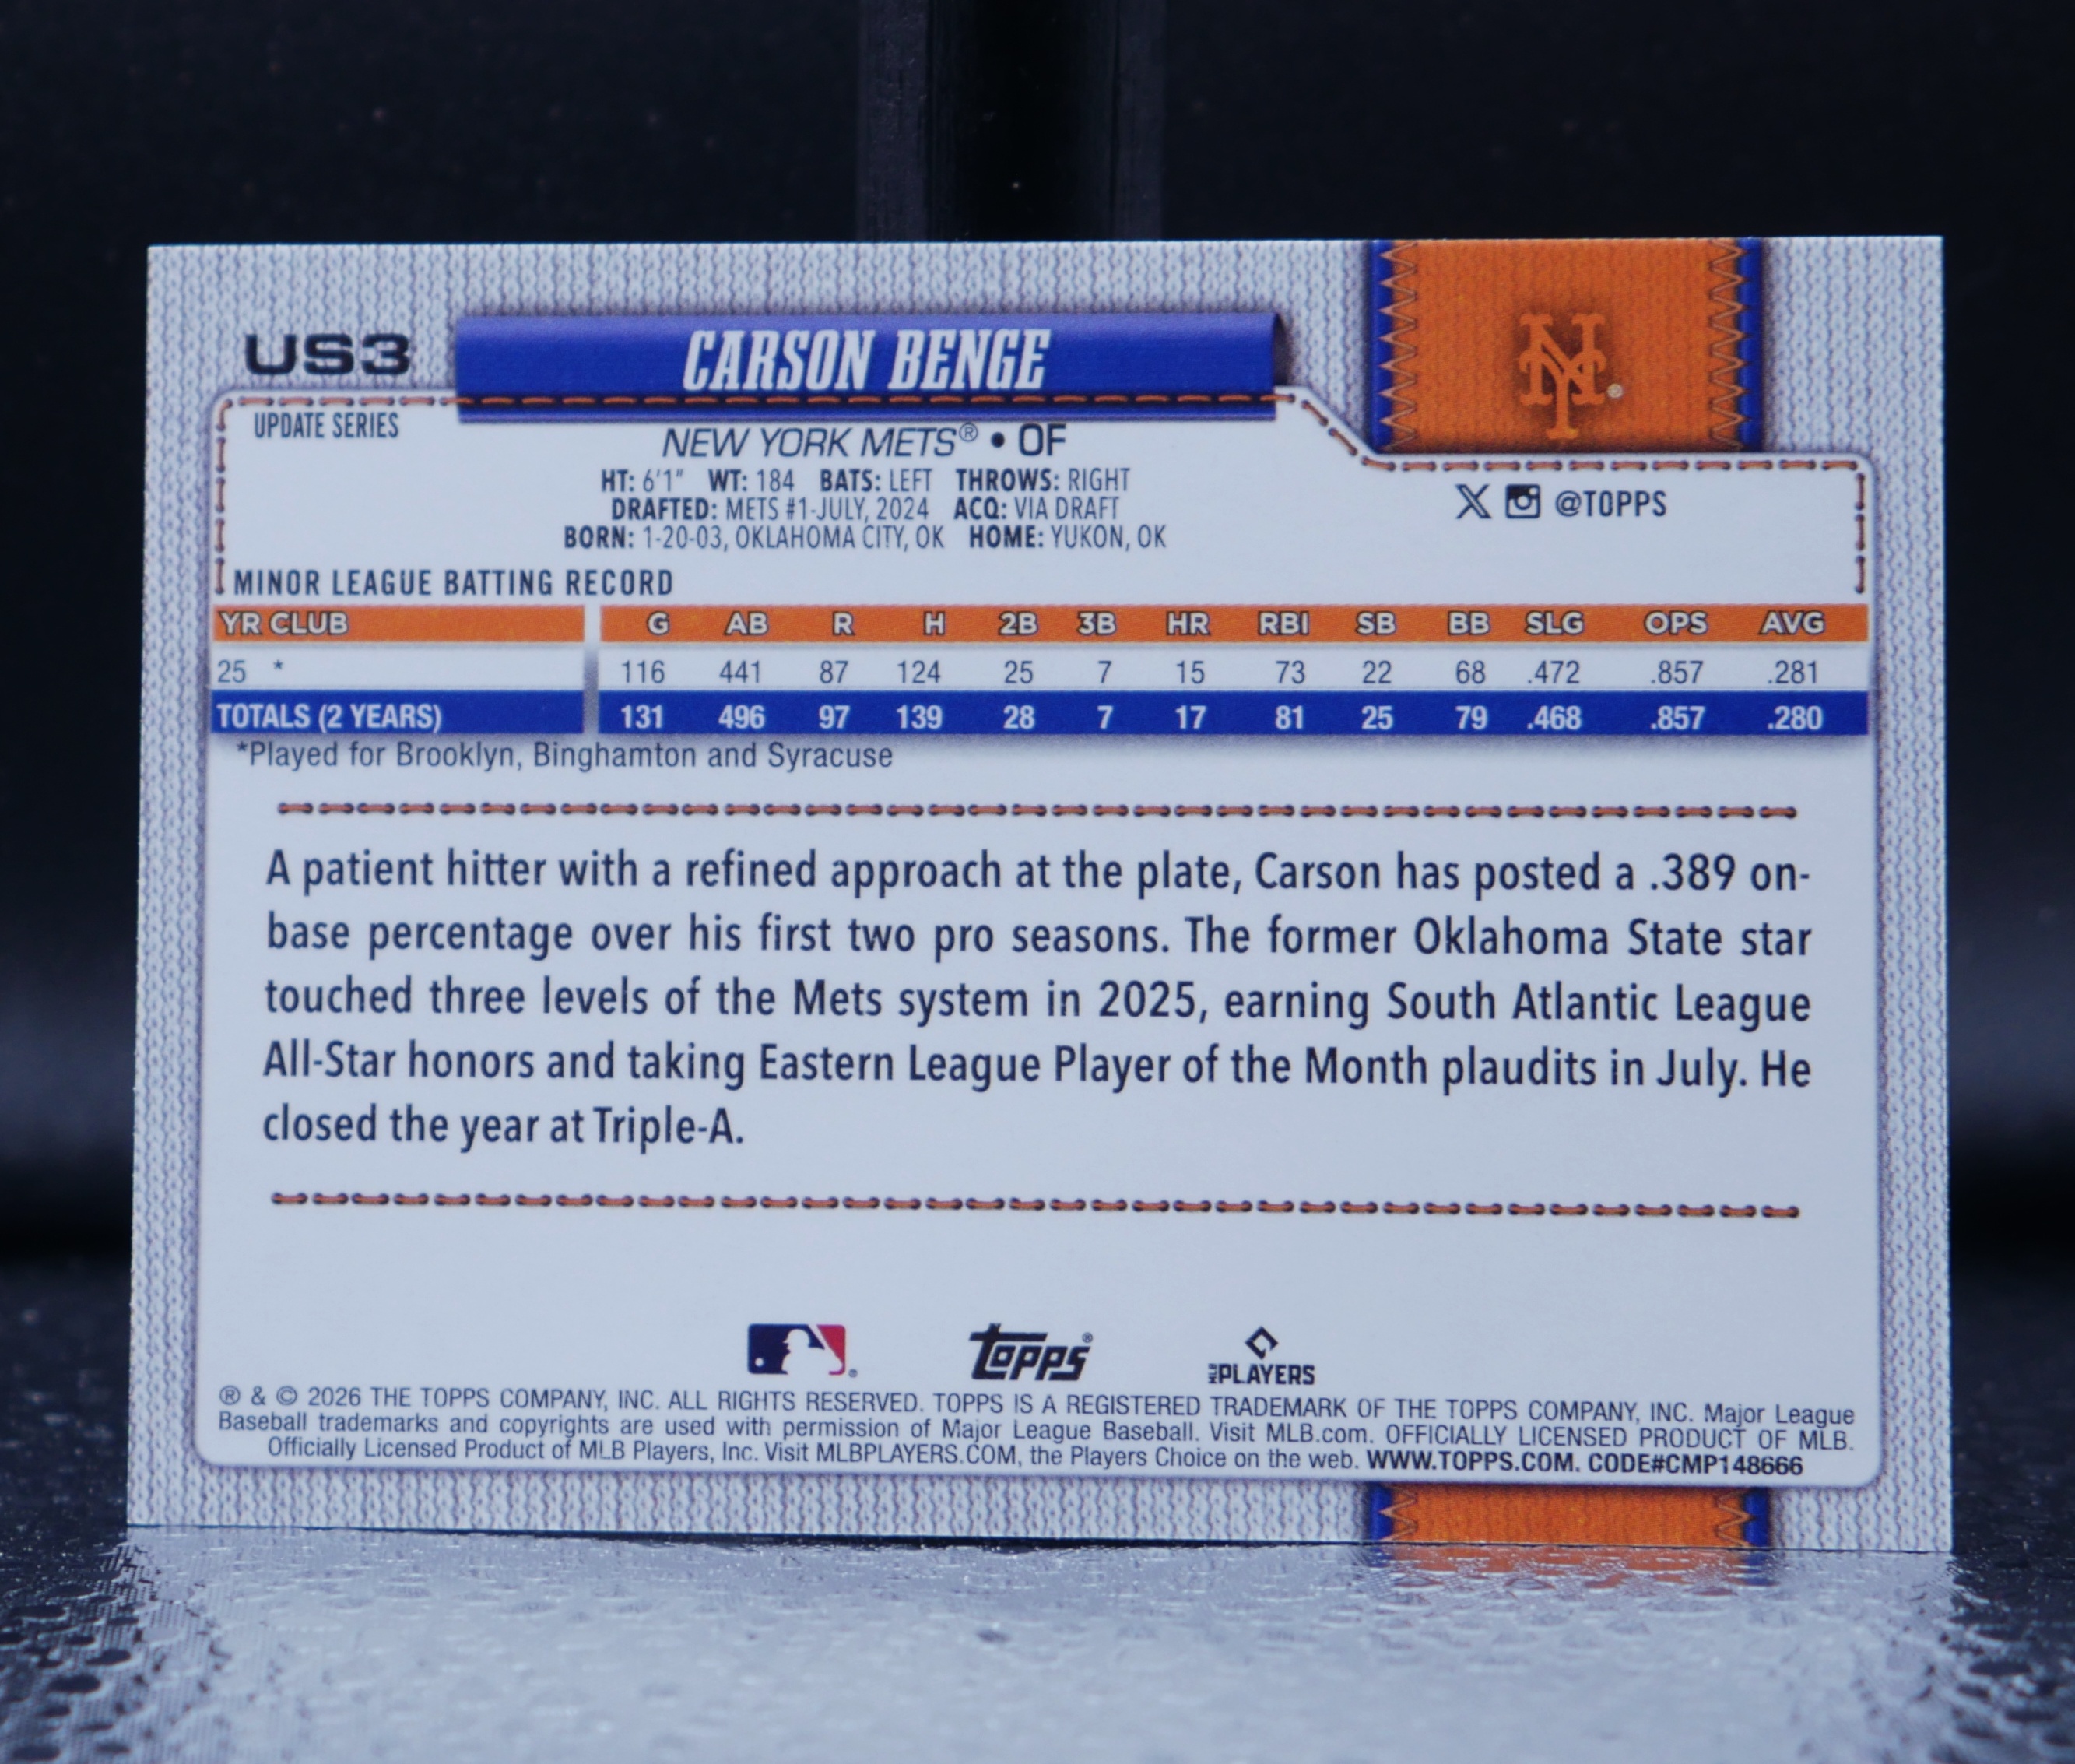 US3
CARSON BENGE
NY
UPDATE SERIES
NEW YORK METS® • OF
HT: 6'1" WT: 184 BATS: LEFT THROWS: RIGHT
DRAFTED: METS #1-JULY, 2024 ACQ: VIA DRAFT
BORN: 1-20-03, OKLAHOMA CITY, OK HOME: YUKON, OK
@TOPPS
MINOR LEAGUE BATTING RECORD
YR CLUB G AB R H 2B 3B HR RBI SB BB SLG OPS AVG
25 * 116 441 87 124 25 7 15 73 22 68 .472 .857 .281
TOTALS (2 YEARS) 131 496 97 139 28 7 17 81 25 79 .468 .857 .280
*Played for Brooklyn, Binghamton and Syracuse
A patient hitter with a refined approach at the plate, Carson has posted a .389 on-
base percentage over his first two pro seasons. The former Oklahoma State star
touched three levels of the Mets system in 2025, earning South Atlantic League
All-Star honors and taking Eastern League Player of the Month plaudits in July. He
closed the year at Triple-A.
Topps® MLB PLAYERS
® & © 2026 THE TOPPS COMPANY, INC. ALL RIGHTS RESERVED. TOPPS IS A REGISTERED TRADEMARK OF THE TOPPS COMPANY, INC. Major League
Baseball trademarks and copyrights are used with permission of Major League Baseball. Visit MLB.com. OFFICIALLY LICENSED PRODUCT OF MLB.
Officially Licensed Product of MLB Players, Inc. Visit MLBPLAYERS.COM, the Players Choice on the web. WWW.TOPPS.COM. CODE#CMP148666